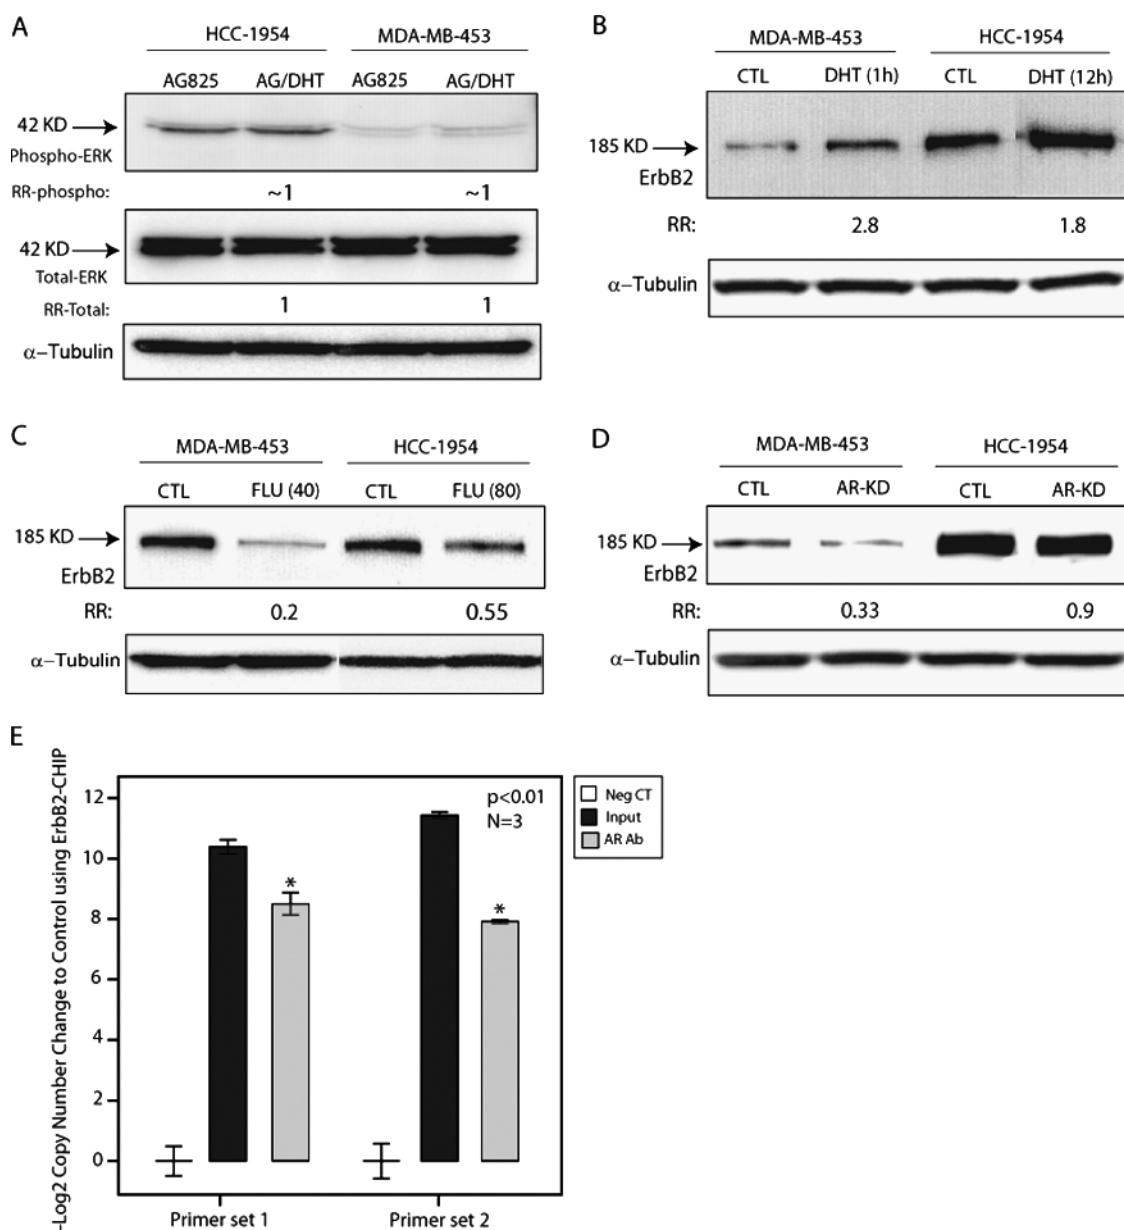 A
HCC-1954 MDA-MB-453
AG825 AG/DHT AG825 AG/DHT
42 KD
Phospho-ERK
RR-phospho: ~1 ~1
42 KD
Total-ERK
RR-Total: 1 1
α−Tubulin
B
MDA-MB-453 HCC-1954
CTL DHT (1h) CTL DHT (12h)
185 KD
ErbB2
RR: 2.8 1.8
α−Tubulin
C
MDA-MB-453 HCC-1954
CTL FLU (40) CTL FLU (80)
185 KD
ErbB2
RR: 0.2 0.55
α−Tubulin
D
MDA-MB-453 HCC-1954
CTL AR-KD CTL AR-KD
185 KD
ErbB2
RR: 0.33 0.9
α−Tubulin
E
-Log2 Copy Number Change to Control using ErbB2-CHIP
12
10
8
6
4
2
0
* *
p<0.01
N=3
Neg CT
Input
AR Ab
Primer set 1 Primer set 2